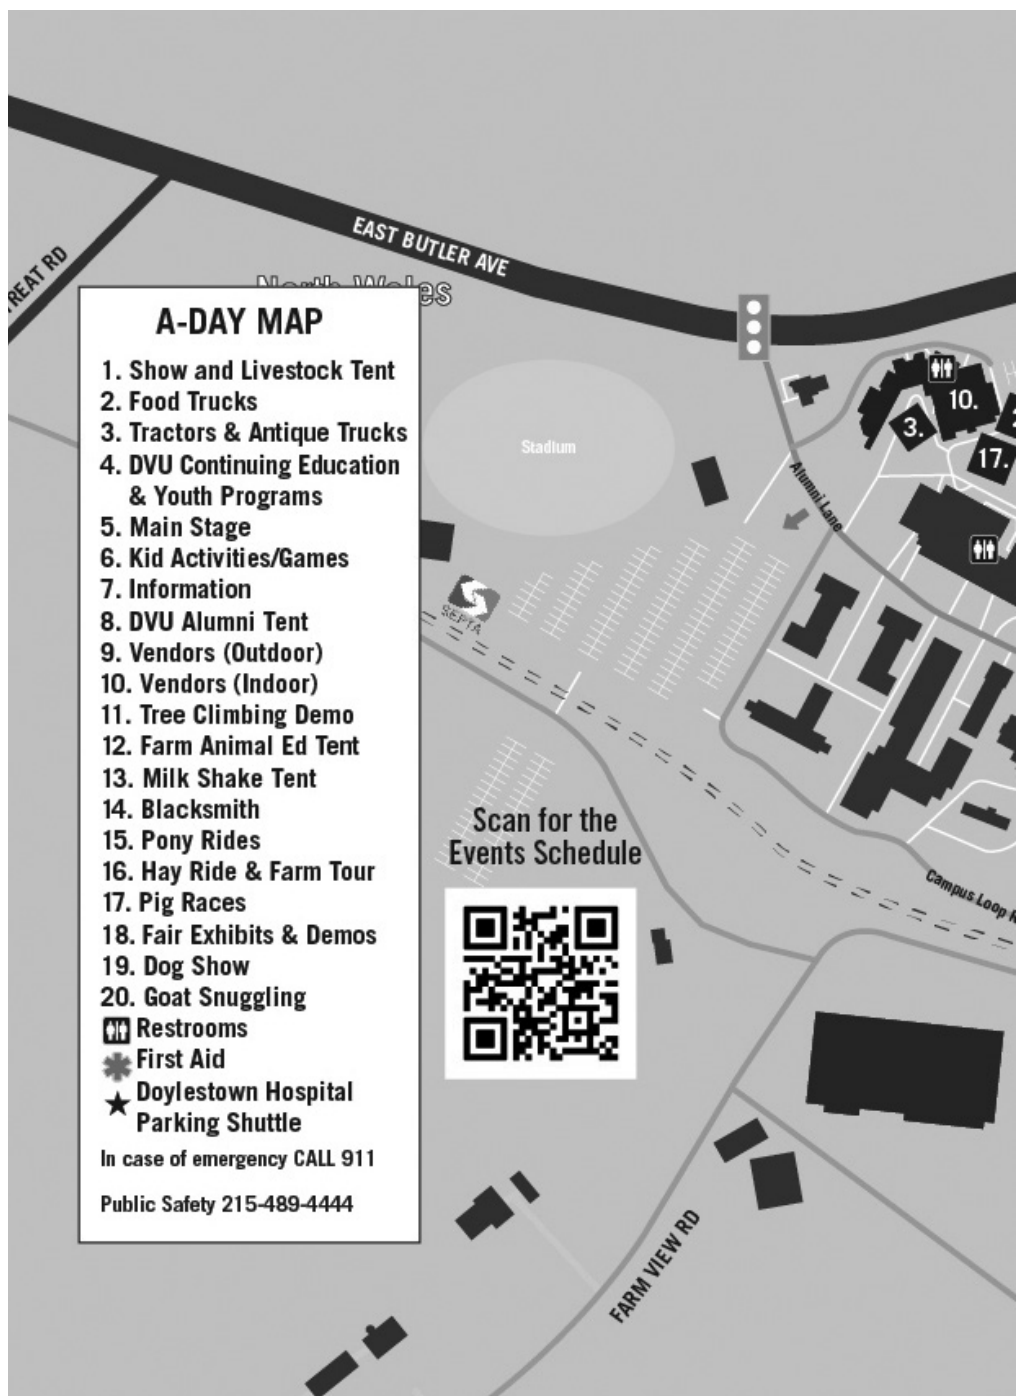 EAST BUTLER AVE
TREAT RD
North Wales
A-DAY MAP
1. Show and Livestock Tent
2. Food Trucks
3. Tractors & Antique Trucks
4. DVU Continuing Education
& Youth Programs
5. Main Stage
6. Kid Activities/Games
7. Information
8. DVU Alumni Tent
9. Vendors (Outdoor)
10. Vendors (Indoor)
11. Tree Climbing Demo
12. Farm Animal Ed Tent
13. Milk Shake Tent
14. Blacksmith
15. Pony Rides
16. Hay Ride & Farm Tour
17. Pig Races
18. Fair Exhibits & Demos
19. Dog Show
20. Goat Snuggling
Restrooms
First Aid
Doylestown Hospital
Parking Shuttle
In case of emergency CALL 911
Public Safety 215-489-4444
Stadium
10.
3.
17.
Alumni Lane
SEPTA
Scan for the
Events Schedule
Campus Loop R
FARM VIEW RD